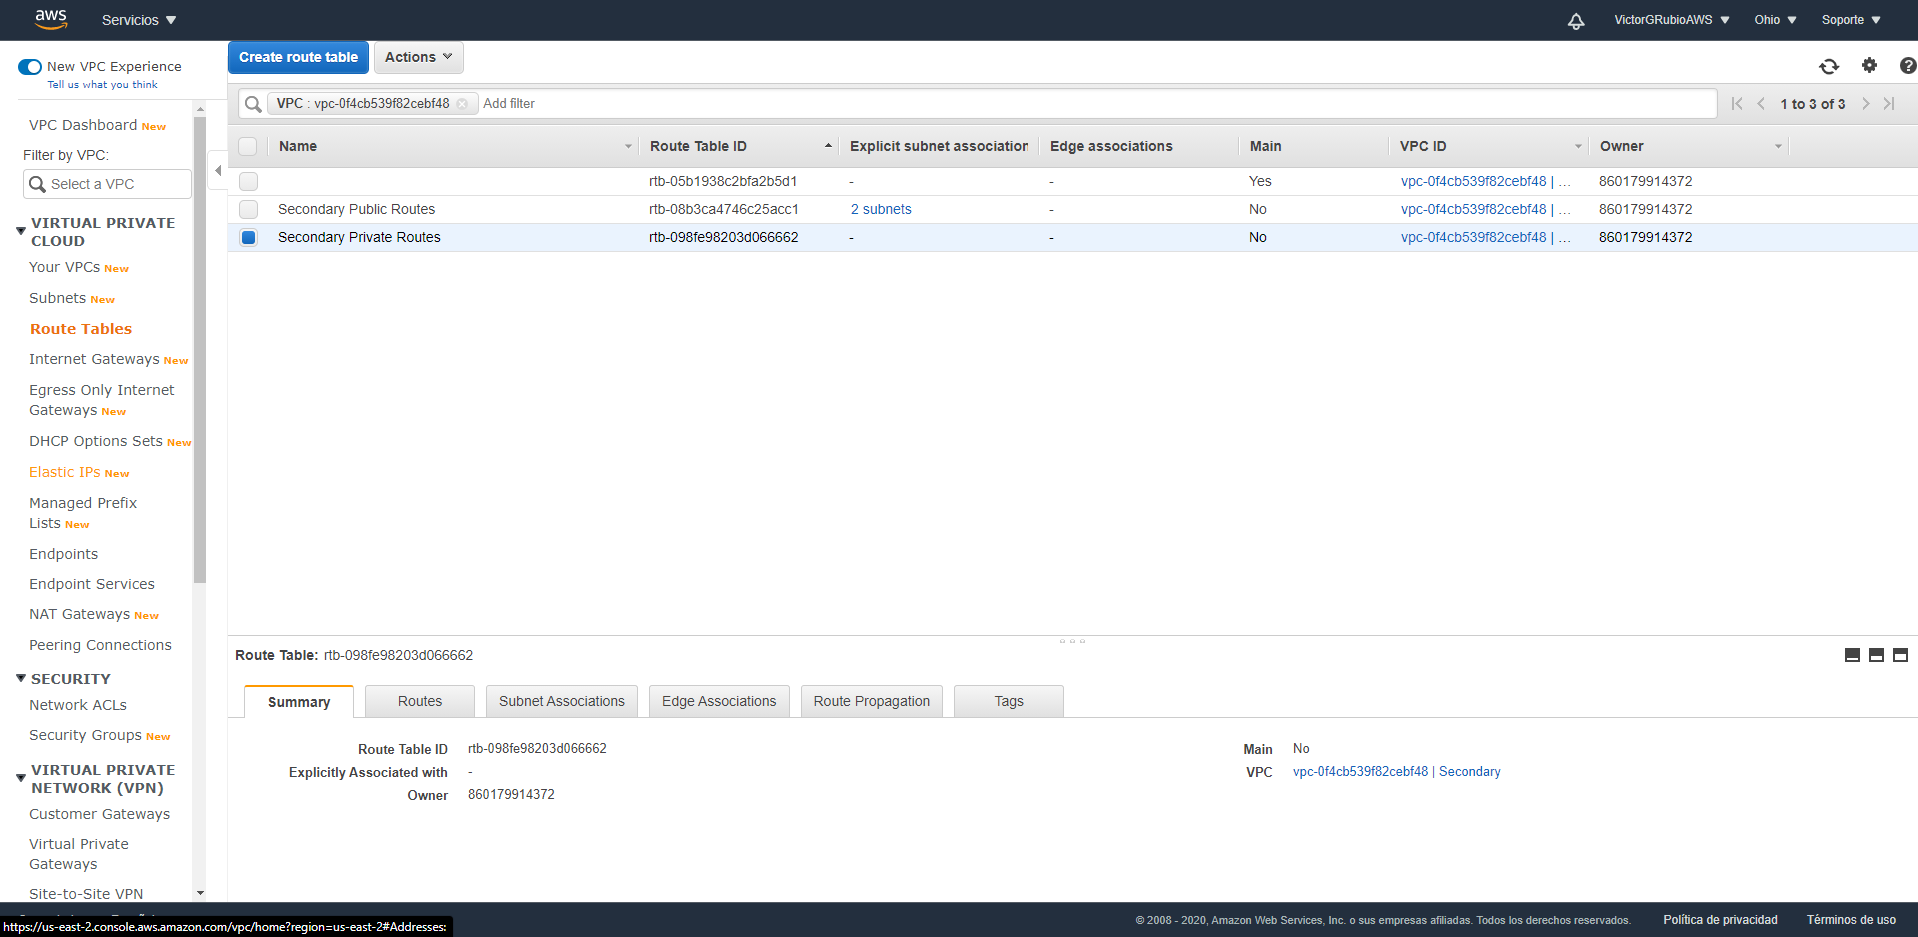 aws Servicios VictorGRubioAWS Ohio Soporte
New VPC Experience
Tell us what you think
Create route table Actions
VPC : vpc-0f4cb539f82cebf48 Add filter 1 to 3 of 3
VPC Dashboard New
Filter by VPC:
Select a VPC
VIRTUAL PRIVATE
CLOUD
Your VPCs New
Subnets New
Route Tables
Internet Gateways New
Egress Only Internet
Gateways New
DHCP Options Sets New
Elastic IPs New
Managed Prefix
Lists New
Endpoints
Endpoint Services
NAT Gateways New
Peering Connections
SECURITY
Network ACLs
Security Groups New
VIRTUAL PRIVATE
NETWORK (VPN)
Customer Gateways
Virtual Private
Gateways
Site-to-Site VPN
Name Route Table ID Explicit subnet association Edge associations Main VPC ID Owner
rtb-05b1938c2bfa2b5d1 - - Yes vpc-0f4cb539f82cebf48 | ... 860179914372
Secondary Public Routes rtb-08b3ca4746c25acc1 2 subnets - No vpc-0f4cb539f82cebf48 | ... 860179914372
Secondary Private Routes rtb-098fe98203d066662 - - No vpc-0f4cb539f82cebf48 | ... 860179914372
Route Table: rtb-098fe98203d066662
Summary Routes Subnet Associations Edge Associations Route Propagation Tags
Route Table ID rtb-098fe98203d066662 Main No
Explicitly Associated with - VPC vpc-0f4cb539f82cebf48 | Secondary
Owner 860179914372
© 2008 - 2020, Amazon Web Services, Inc. o sus empresas afiliadas. Todos los derechos reservados. Política de privacidad Términos de uso
https://us-east-2.console.aws.amazon.com/vpc/home?region=us-east-2#Addresses: